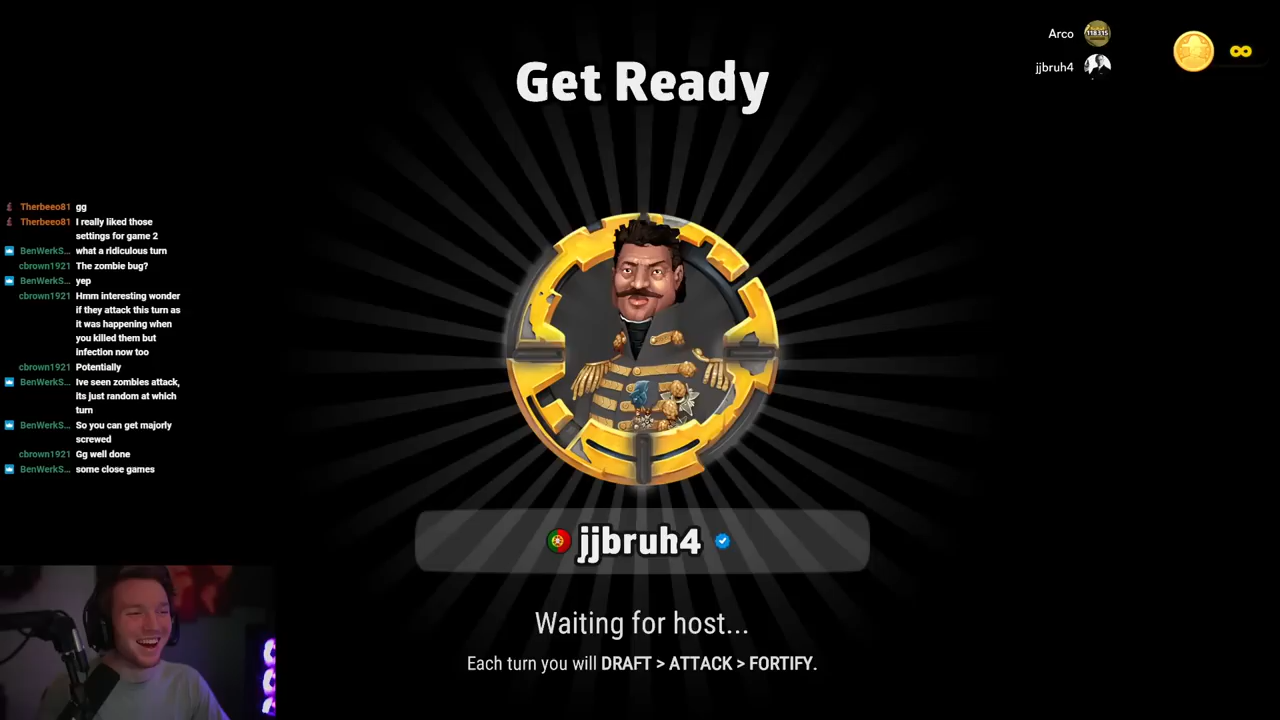 Get Ready
Arco
118315
jjbruh4
Therbeeo81 gg
Therbeeo81 I really liked those
settings for game 2
BenWerkS... what a ridiculous turn
cbrown1921 The zombie bug?
BenWerkS... yep
cbrown1921 Hmm interesting wonder
if they attack this turn as
it was happening when
you killed them but
infection now too
cbrown1921 Potentially
BenWerkS... Ive seen zombies attack,
its just random at which
turn
BenWerkS... So you can get majorly
screwed
cbrown1921 Gg well done
BenWerkS... some close games
jjbruh4
Waiting for host...
Each turn you will DRAFT > ATTACK > FORTIFY.